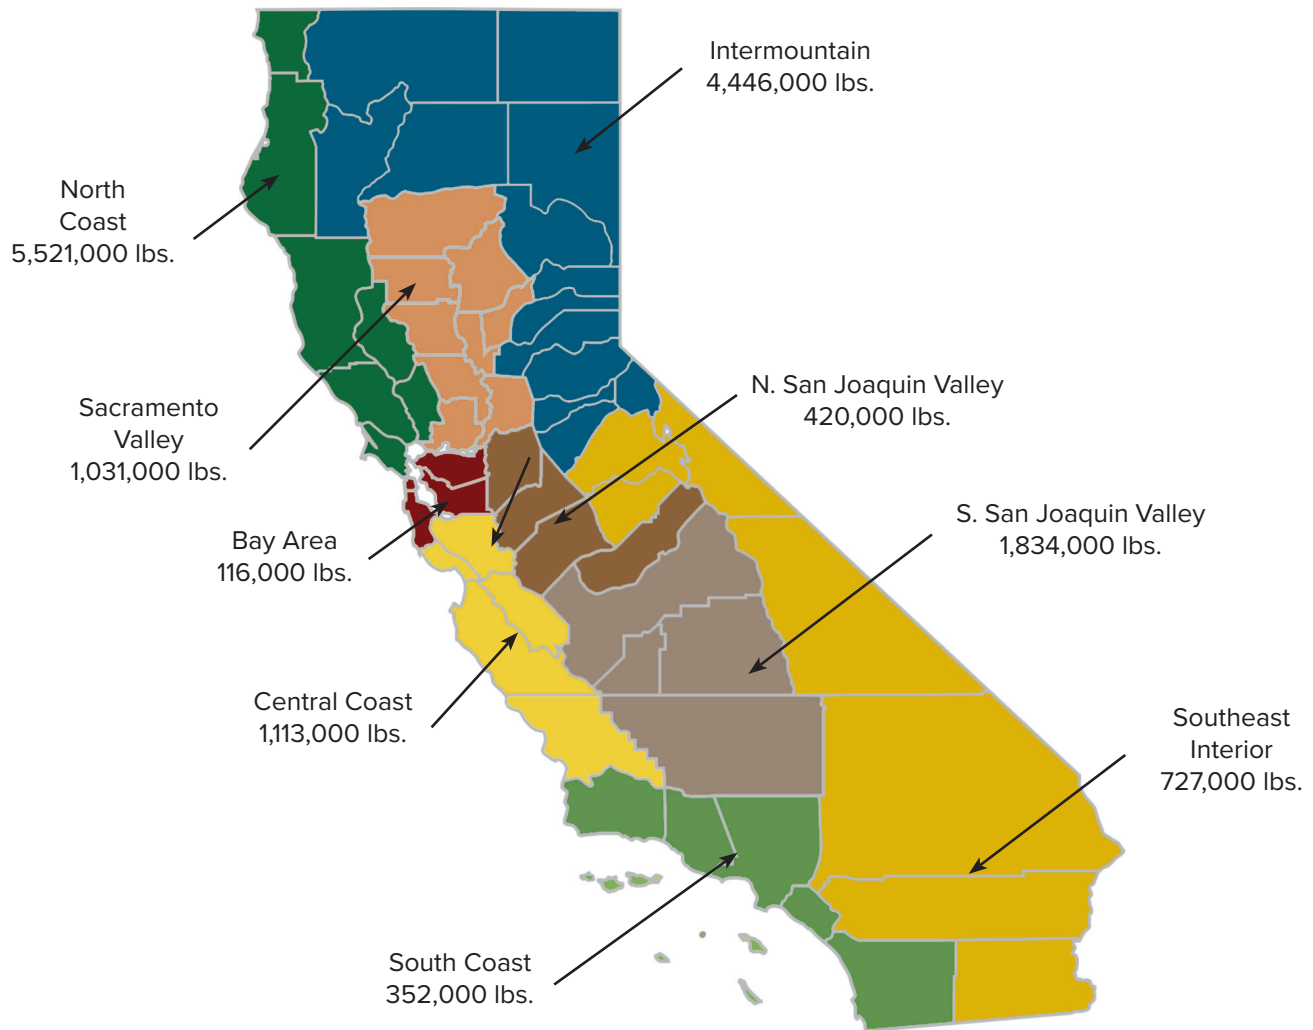 Intermountain
4,446,000 lbs.
North
Coast
5,521,000 lbs.
N. San Joaquin Valley
420,000 lbs.
Sacramento
Valley
1,031,000 lbs.
S. San Joaquin Valley
1,834,000 lbs.
Bay Area
116,000 lbs.
Central Coast
1,113,000 lbs.
Southeast
Interior
727,000 lbs.
South Coast
352,000 lbs.